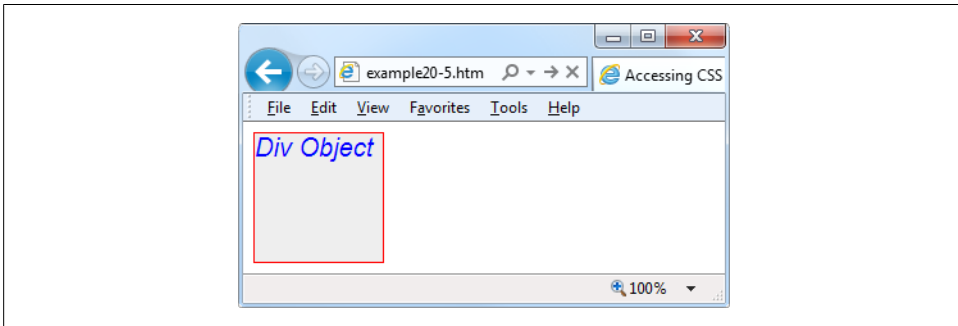 example20-5.htm Accessing CSS
File Edit View Favorites Tools Help
Div Object
100%